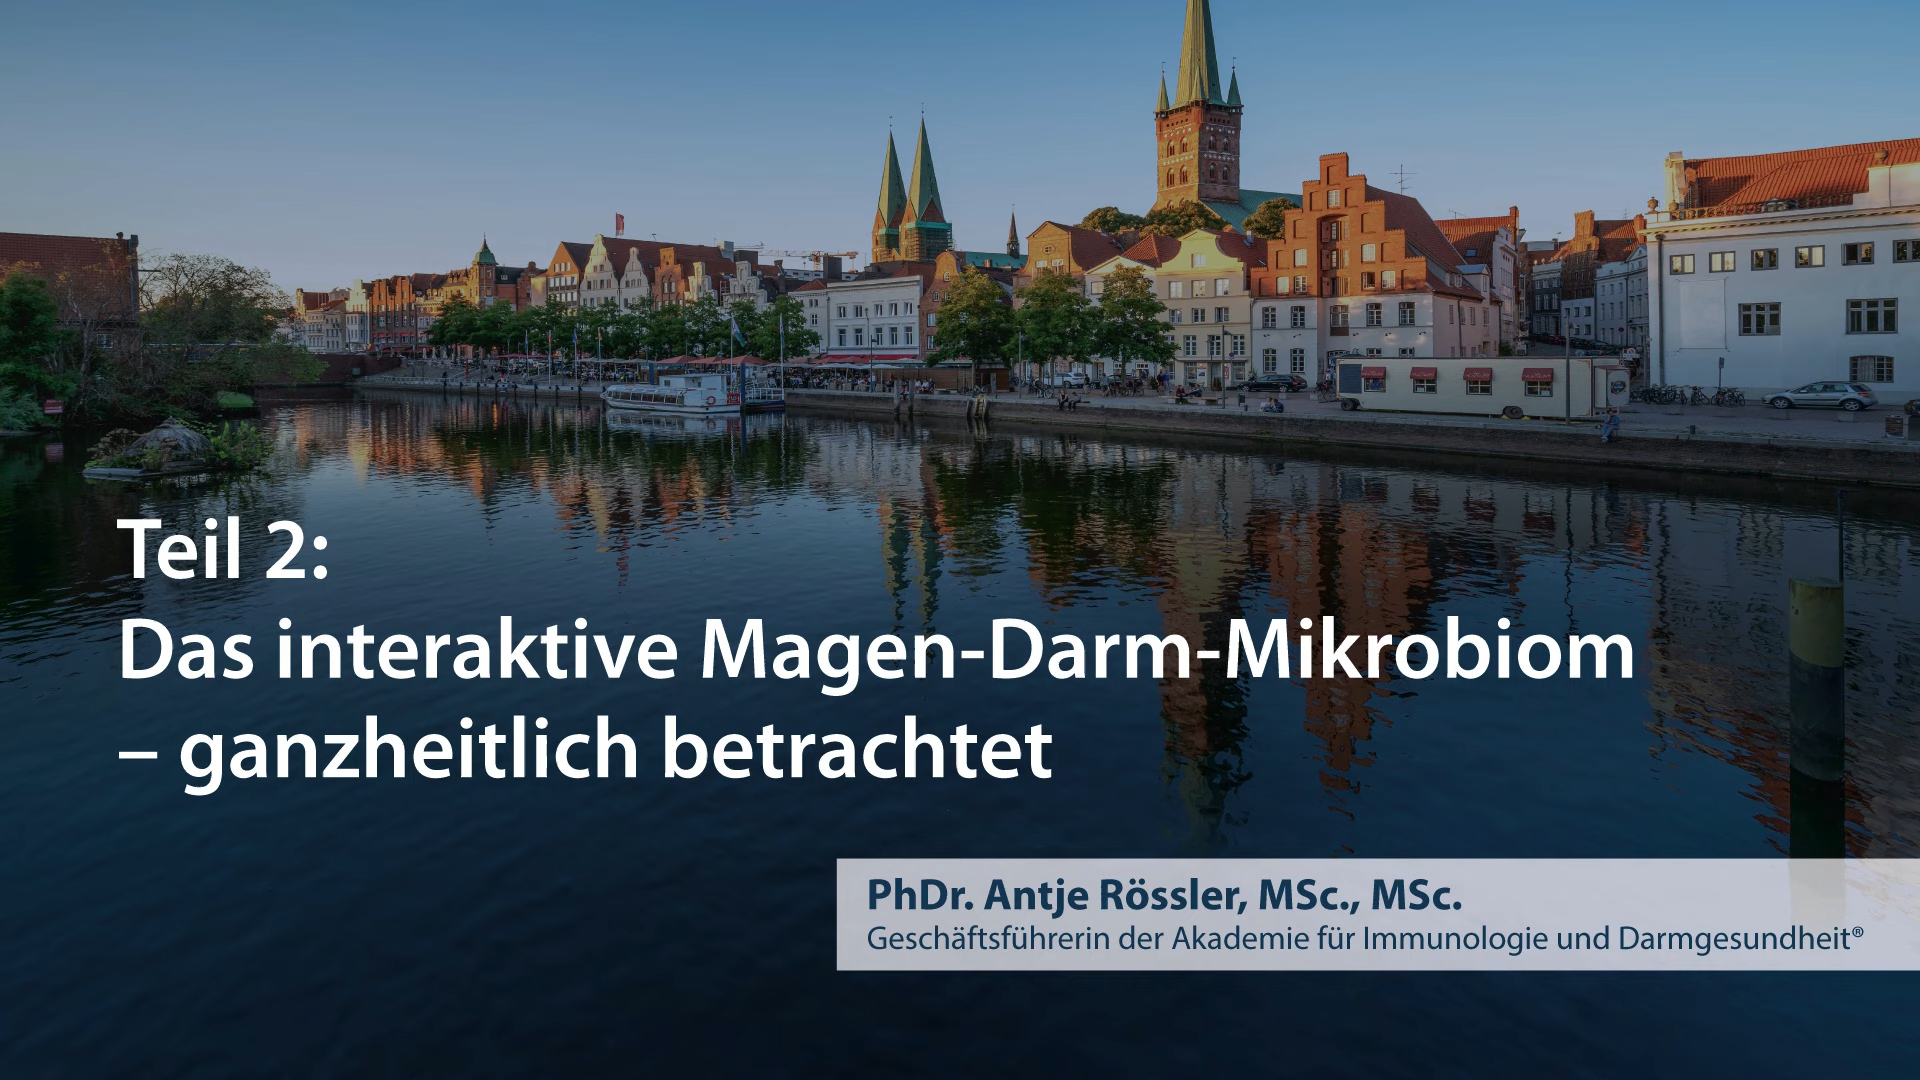 Teil 2:
Das interaktive Magen-Darm-Mikrobiom
– ganzheitlich betrachtet
PhDr. Antje Rössler, MSc., MSc.
Geschäftsführerin der Akademie für Immunologie und Darmgesundheit®